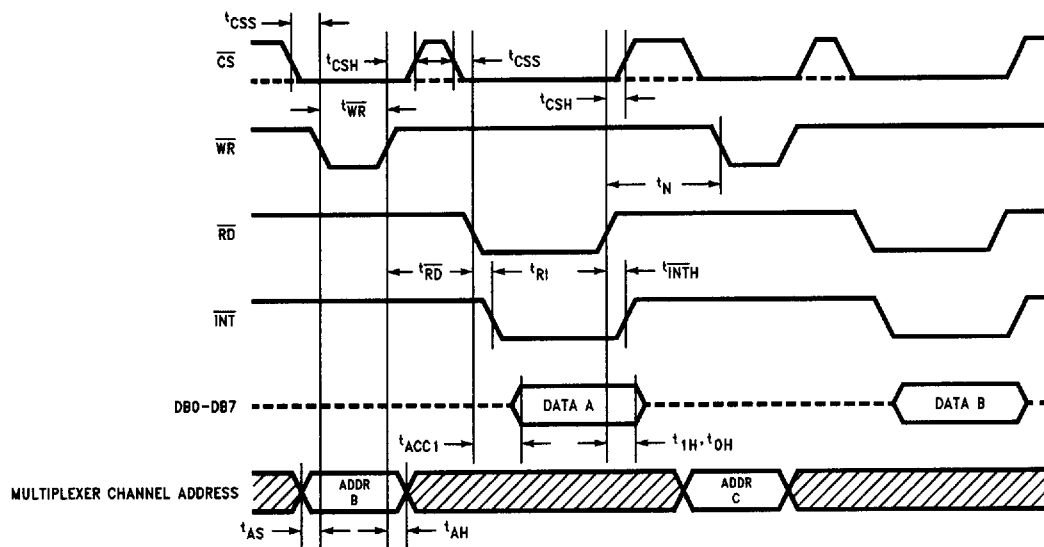 tCSS
CS
tCSH
tCSS
tWR
tCSH
WR
tN
RD
tRD
tRI
tINTH
INT
DB0-DB7
DATA A
DATA B
tACC1
t1H, t0H
MULTIPLEXER CHANNEL ADDRESS
ADDR
B
ADDR
C
tAS
tAH